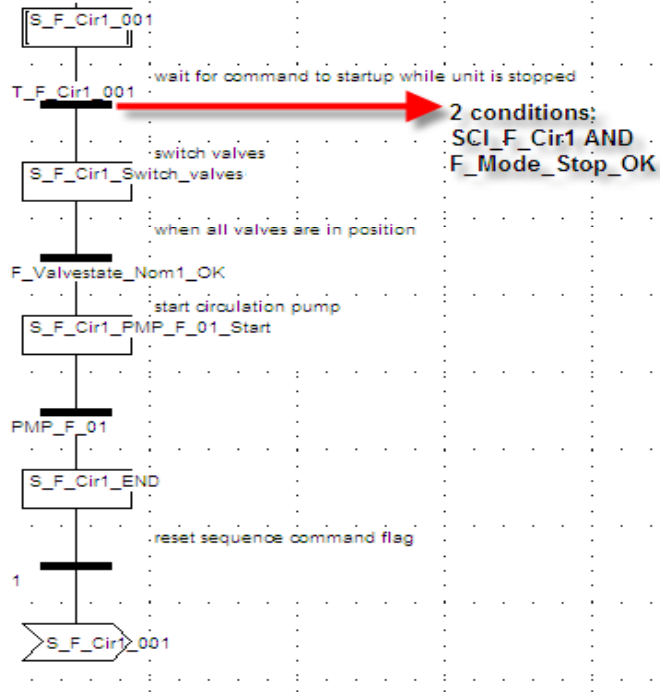 S_F_Cir1_001
wait for command to startup while unit is stopped
T_F_Cir1_001
2 conditions:
SCI_F_Cir1 AND
F_Mode_Stop_OK
switch valves
S_F_Cir1_Switch_valves
when all valves are in position
F_Valvestate_Nom1_OK
start circulation pump
S_F_Cir1_PMP_F_01_Start
PMP_F_01
S_F_Cir1_END
reset sequence command flag
1
S_F_Cir1_001